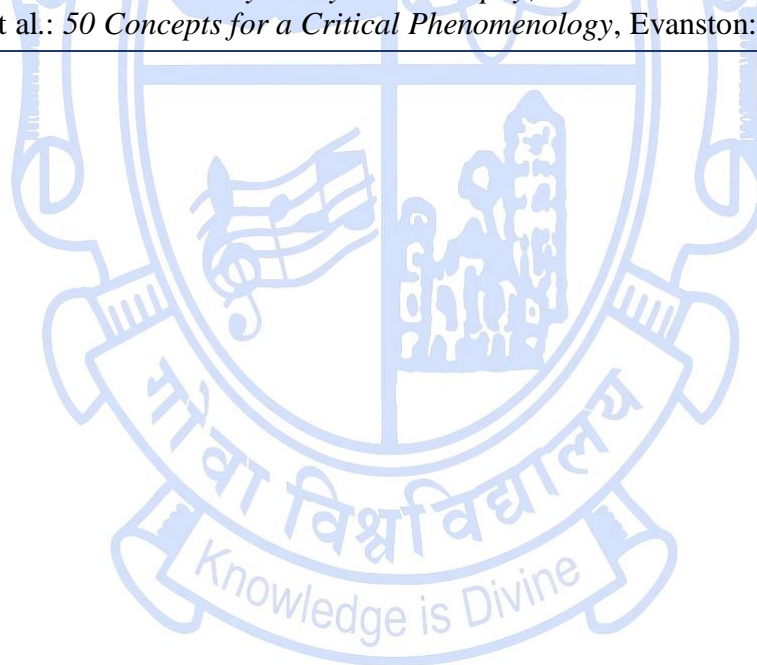 t al.: 50 Concepts for a Critical Phenomenology, Evanston:
गोवा विश्वविद्यालय
Knowledge is Divine